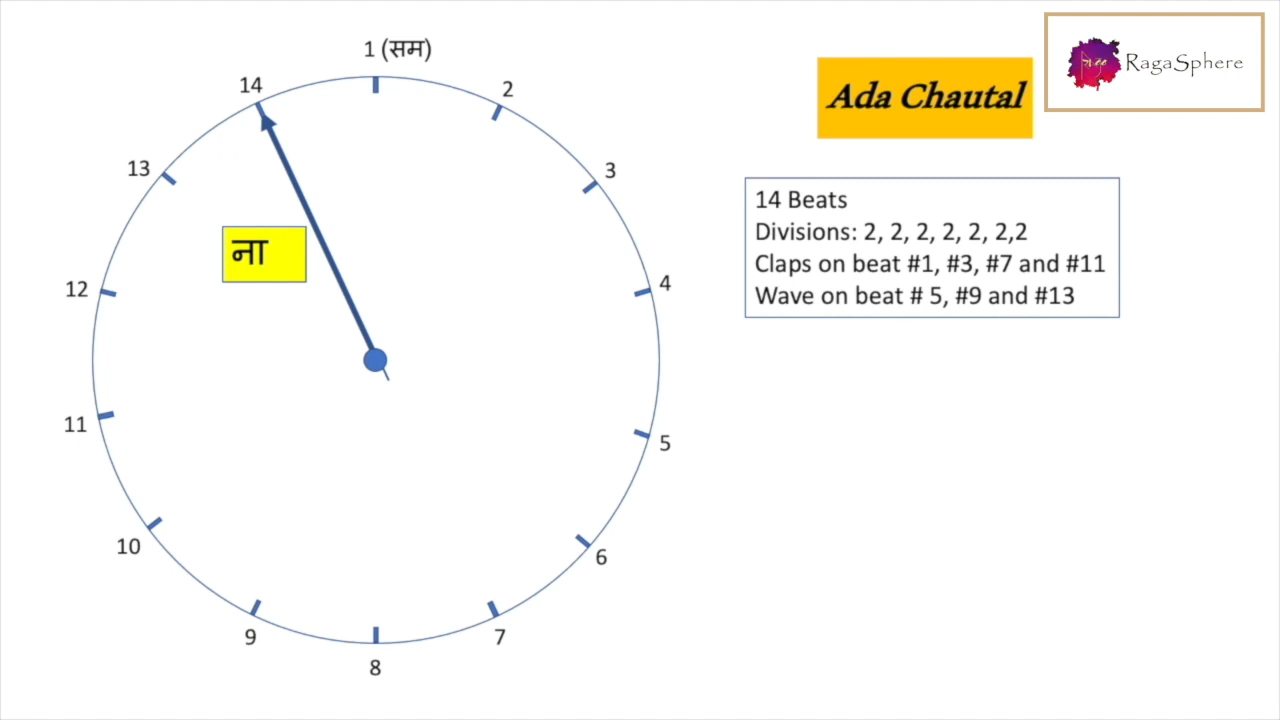 1 (सम)
2
3
4
5
6
7
8
9
10
11
12
13
14
ना
Ada Chautal
Raga
RagaSphere
14 Beats
Divisions: 2, 2, 2, 2, 2, 2,2
Claps on beat #1, #3, #7 and #11
Wave on beat # 5, #9 and #13